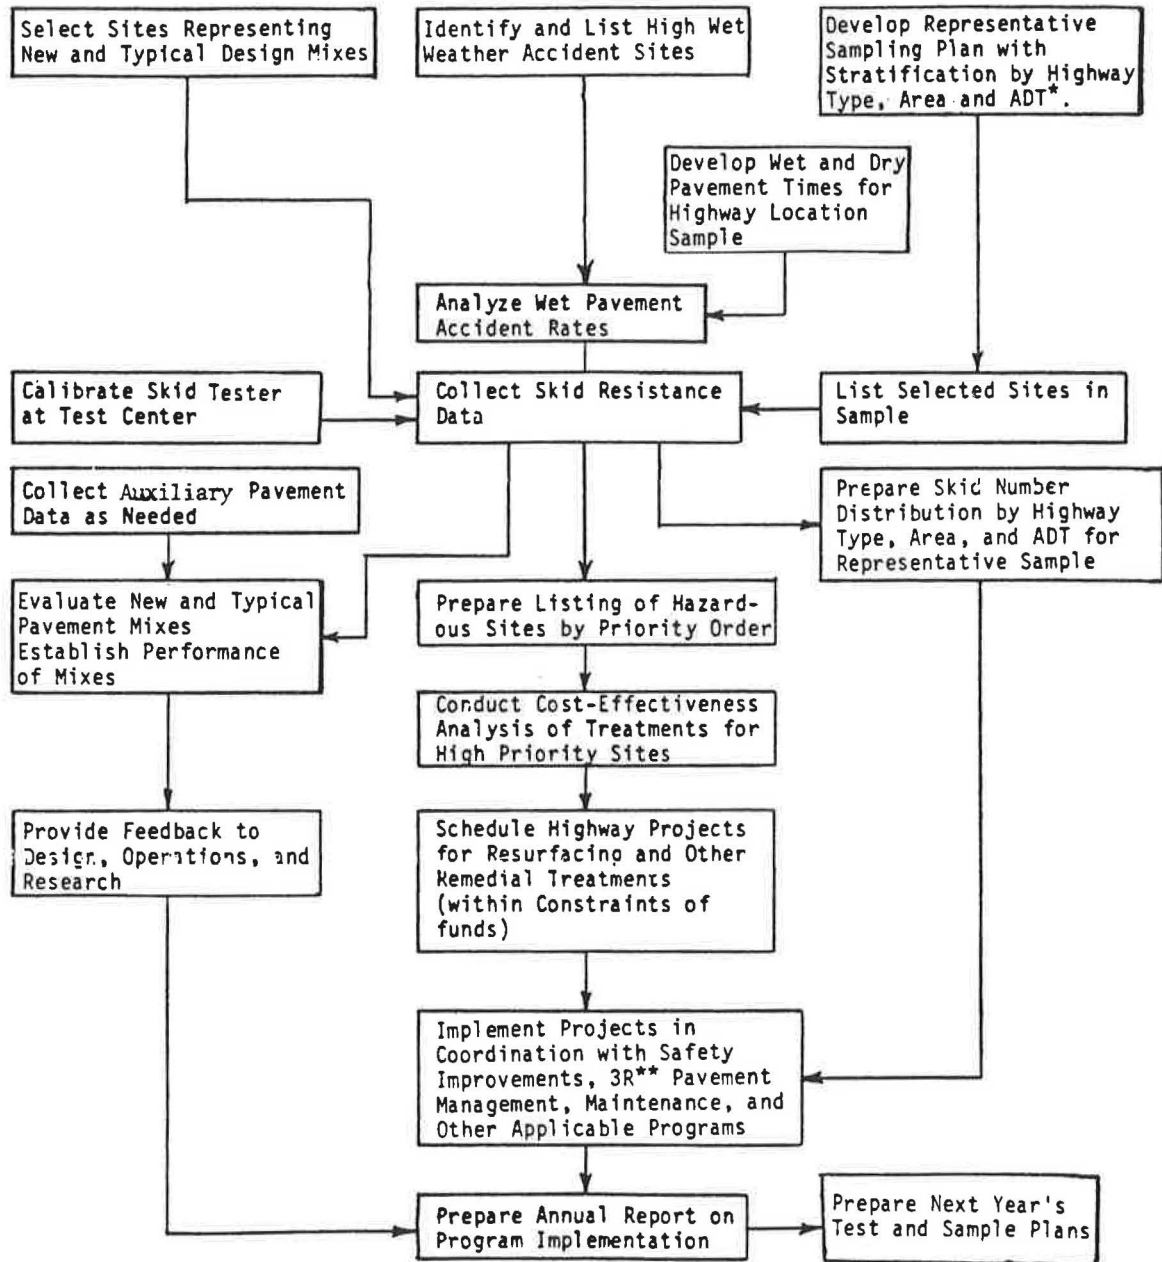 Select Sites Representing
New and Typical Design Mixes
Identify and List High Wet
Weather Accident Sites
Develop Representative
Sampling Plan with
Stratification by Highway
Type, Area and ADT*.
Develop Wet and Dry
Pavement Times for
Highway Location
Sample
Analyze Wet Pavement
Accident Rates
Calibrate Skid Tester
at Test Center
Collect Skid Resistance
Data
List Selected Sites in
Sample
Collect Auxiliary Pavement
Data as Needed
Prepare Skid Number
Distribution by Highway
Type, Area, and ADT for
Representative Sample
Evaluate New and Typical
Pavement Mixes
Establish Performance
of Mixes
Prepare Listing of Hazard-
ous Sites by Priority Order
Conduct Cost-Effectiveness
Analysis of Treatments for
High Priority Sites
Provide Feedback to
Design, Operations, and
Research
Schedule Highway Projects
for Resurfacing and Other
Remedial Treatments
(within Constraints of
funds)
Implement Projects in
Coordination with Safety
Improvements, 3R** Pavement
Management, Maintenance, and
Other Applicable Programs
Prepare Annual Report on
Program Implementation
Prepare Next Year's
Test and Sample Plans